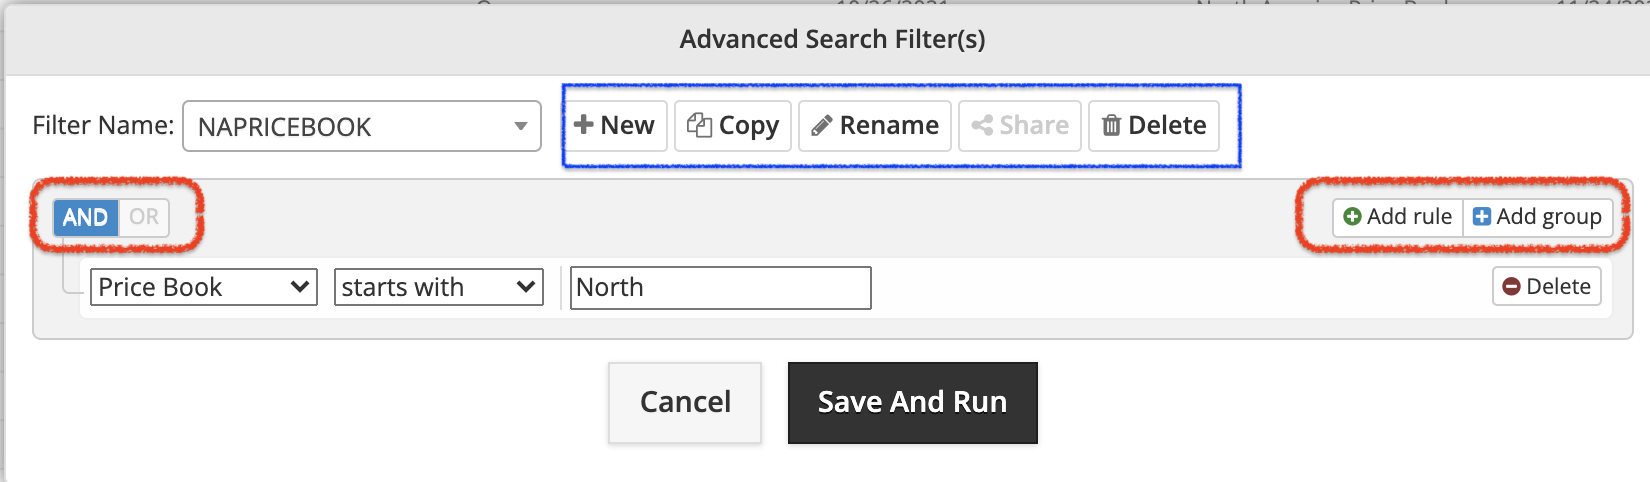 Advanced Search Filter(s)
Filter Name: NAPRICEBOOK New Copy Rename Share Delete
AND OR Add rule Add group
Price Book starts with North Delete
Cancel Save And Run